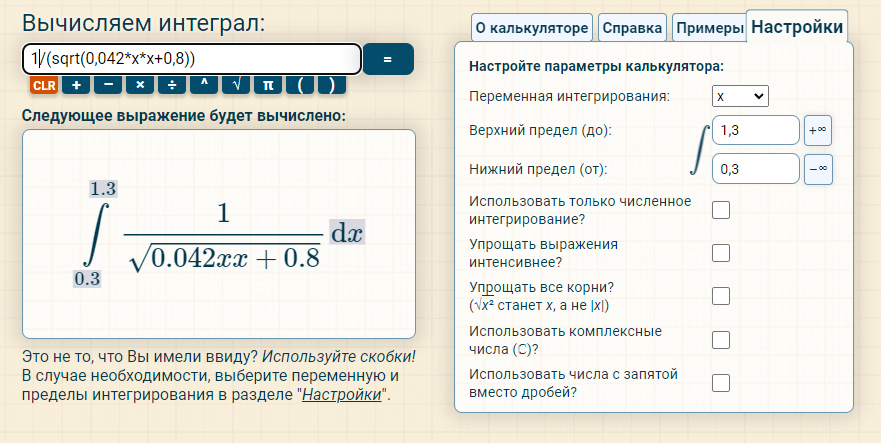 Вычисляем интеграл:
1/(sqrt(0,042*x*x+0,8))
=
CLR + − × ÷ ^ √ π ( )
Следующее выражение будет вычислено:
1.3
∫
0.3
1
√0.042xx + 0.8
dx
Это не то, что Вы имели ввиду? Используйте скобки!
В случае необходимости, выберите переменную и
пределы интегрирования в разделе "Настройки".
О калькуляторе Справка Примеры Настройки
Настройте параметры калькулятора:
Переменная интегрирования: x
Верхний предел (до): 1,3 +∞
∫
Нижний предел (от): 0,3 −∞
Использовать только численное
интегрирование?
Упрощать выражения
интенсивнее?
Упрощать все корни?
(√x² станет x, а не |x|)
Использовать комплексные
числа (ℂ)?
Использовать числа с запятой
вместо дробей?